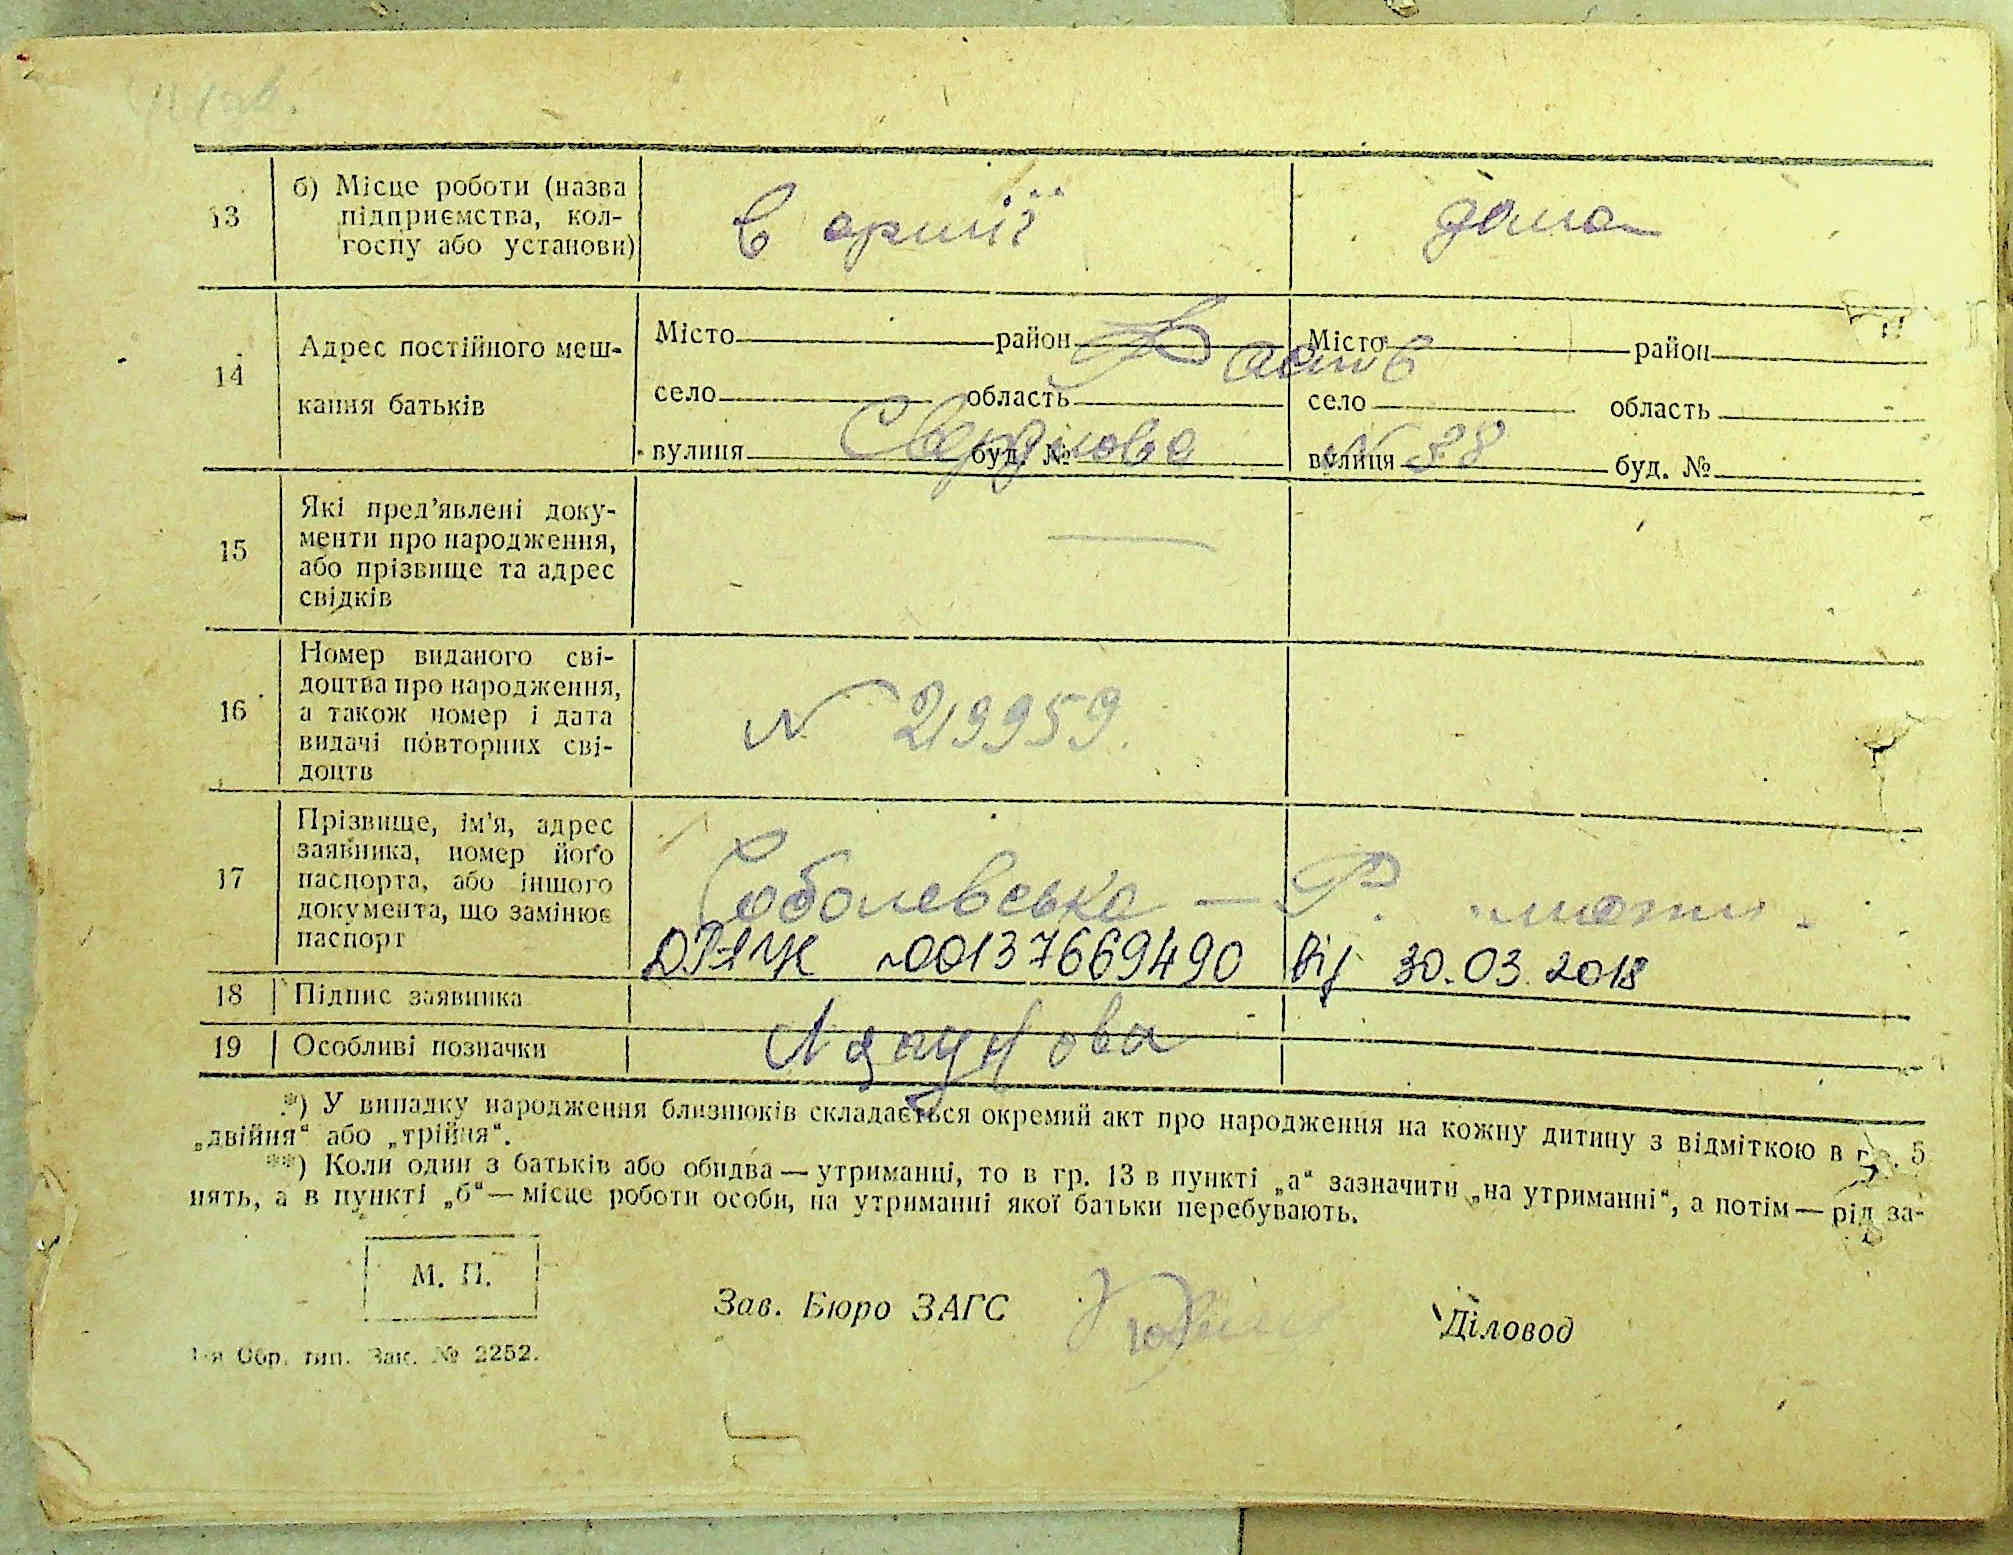 13 б) Місце роботи (назва
підприємства, кол-
госпу або установи)
в армії дома
14 Адрес постійного меш-
кання батьків
Місто район Фастів Місто район
село область село область
вулиця Свердлова буд. № вулиця № 38 буд. №
15 Які пред’явлені доку-
менти про народження,
або прізвище та адрес
свідків
—
16 Номер виданого сві-
доцтва про народження,
а також номер і дата
видачі повторних сві-
доцтв
N 219959.
17 Прізвище, ім’я, адрес
заявника, номер його
паспорта, або іншого
документа, що замінює
паспорт
Соболевська — Р. мати.
00137669490 від 30.03.2018
18 Підпис заявника
19 Особливі позначки
*) У випадку народження близнюків складається окремий акт про народження на кожну дитину з відміткою в гр. 5
„двійня“ або „трійня“.
**) Коли один з батьків або обидва — утриманці, то в гр. 13 в пункті „а“ зазначити „на утриманні“, а потім — рід за-
нять, а в пункті „б“ — місце роботи особи, на утриманні якої батьки перебувають.
М. П.
Зав. Бюро ЗАГС Діловод
1-я Обр. тип. Зак. № 2252.